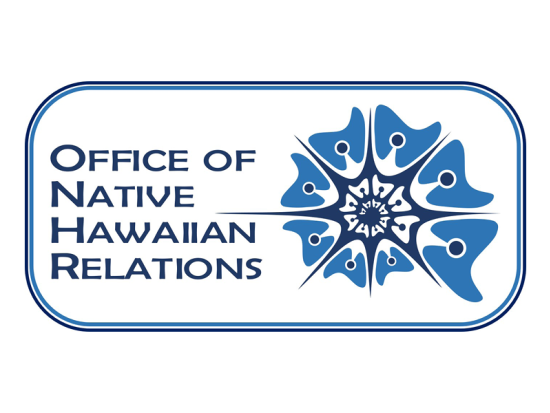 OFFICE OF
NATIVE
HAWAIIAN
RELATIONS